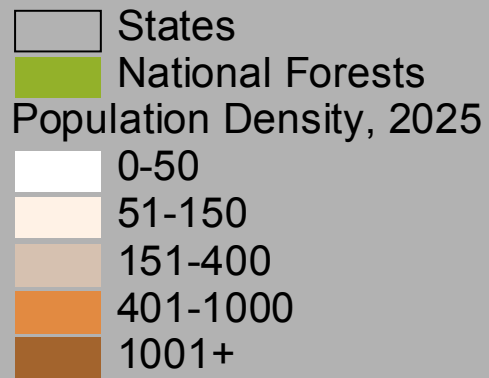 States
National Forests
Population Density, 2025
0-50
51-150
151-400
401-1000
1001+